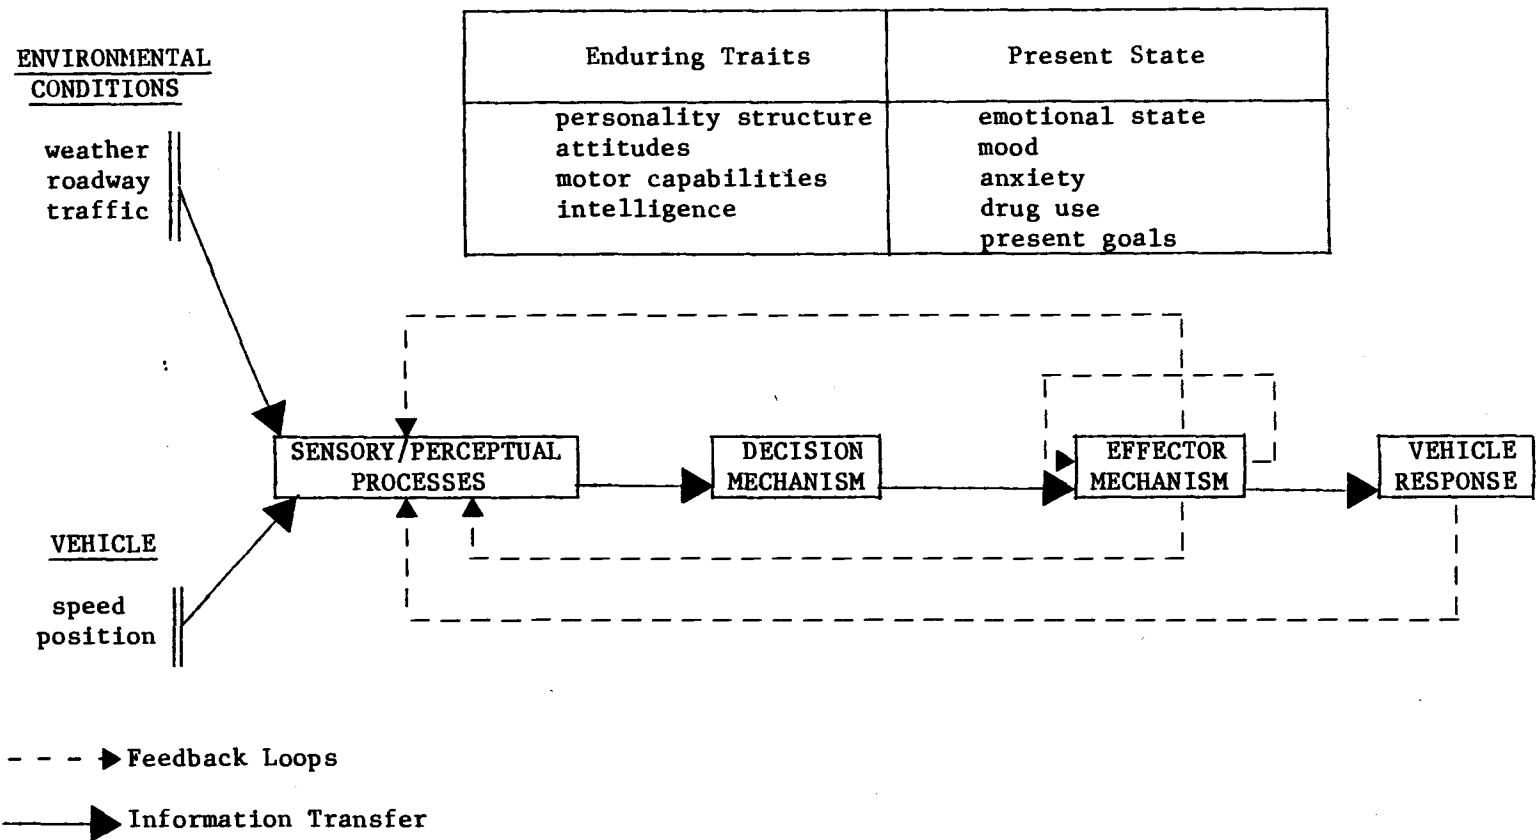 ENVIRONMENTAL
CONDITIONS
weather
roadway
traffic
Enduring Traits
Present State
personality structure
attitudes
motor capabilities
intelligence
emotional state
mood
anxiety
drug use
present goals
SENSORY/PERCEPTUAL
PROCESSES
DECISION
MECHANISM
EFFECTOR
MECHANISM
VEHICLE
RESPONSE
VEHICLE
speed
position
Feedback Loops
Information Transfer